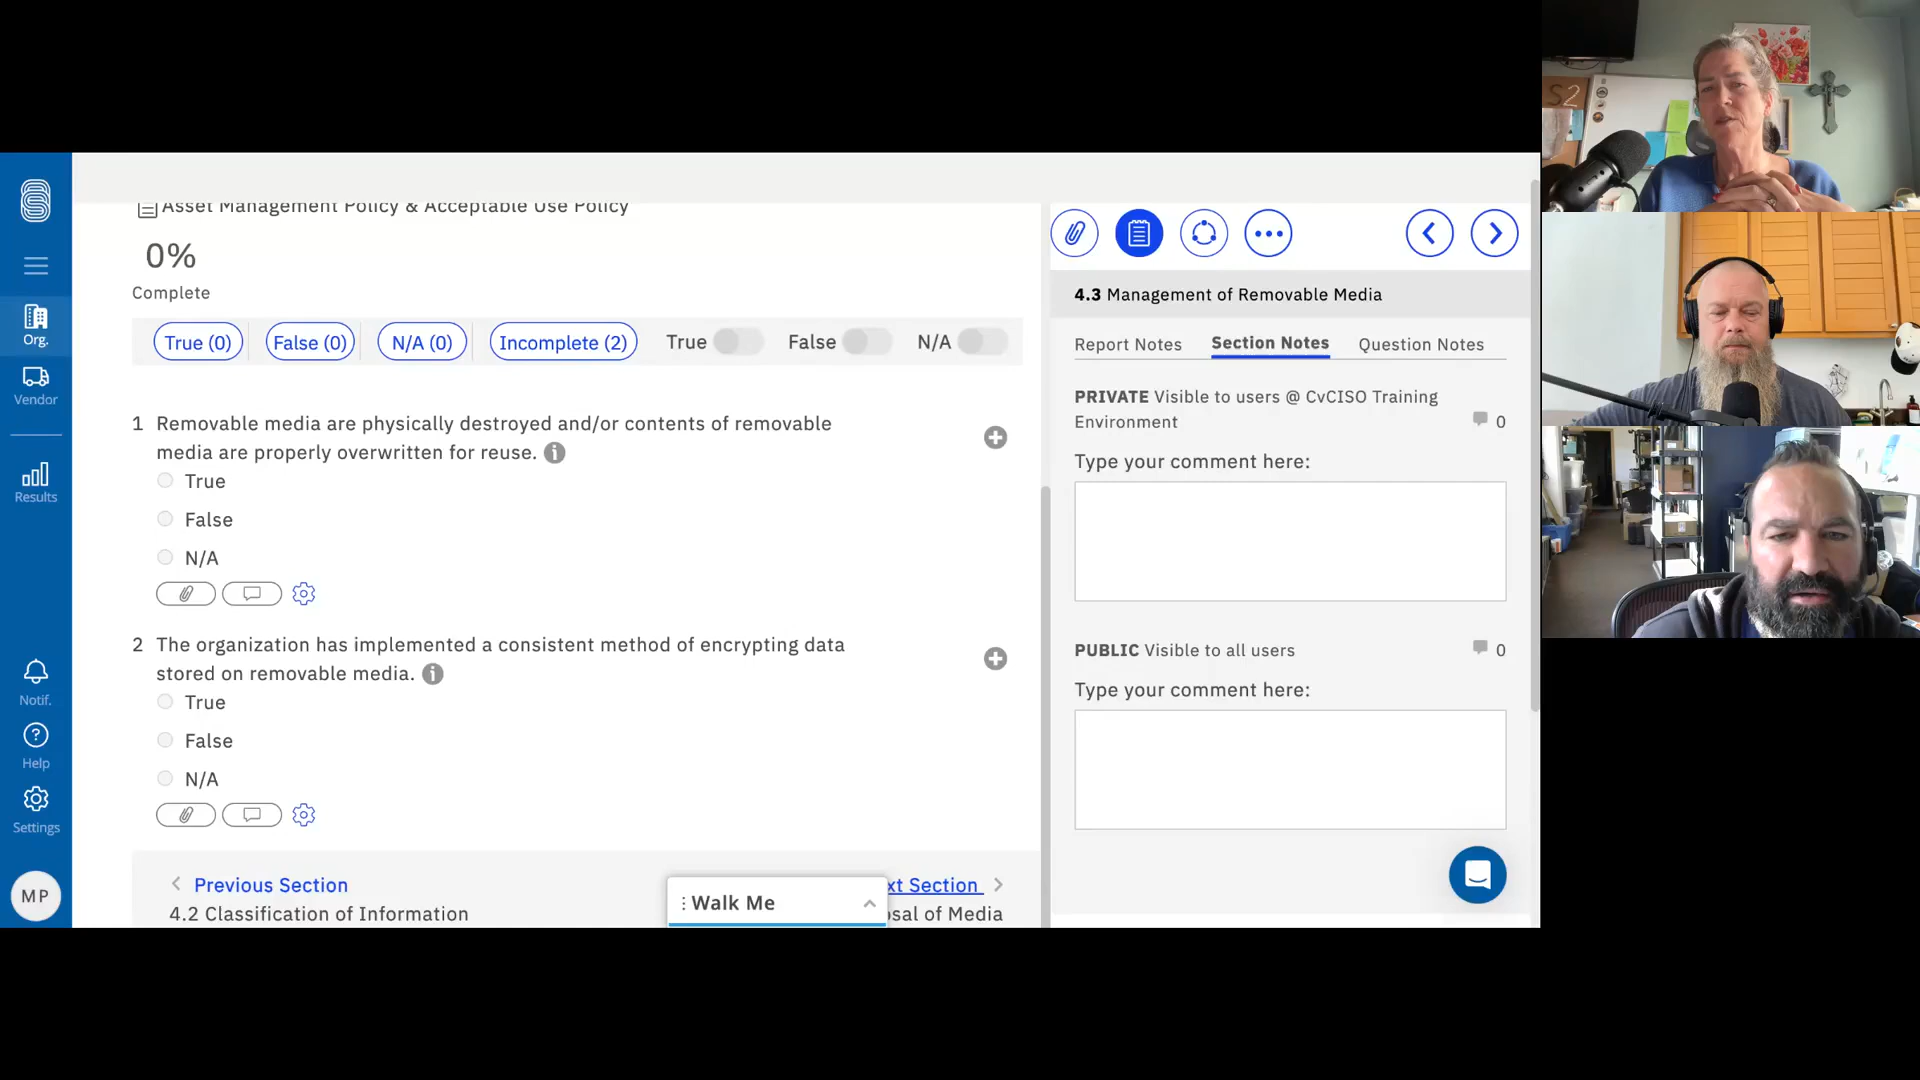 Asset Management Policy & Acceptable Use Policy
0%
Complete
True (0) False (0) N/A (0) Incomplete (2) True False N/A
1 Removable media are physically destroyed and/or contents of removable
media are properly overwritten for reuse.
True
False
N/A
2 The organization has implemented a consistent method of encrypting data
stored on removable media.
True
False
N/A
Previous Section
4.2 Classification of Information
xt Section
osal of Media
Walk Me
Org.
Vendor
Results
Notif.
Help
Settings
MP
4.3 Management of Removable Media
Report Notes Section Notes Question Notes
PRIVATE Visible to users @ CvCISO Training
Environment
0
Type your comment here:
PUBLIC Visible to all users
0
Type your comment here:
S2